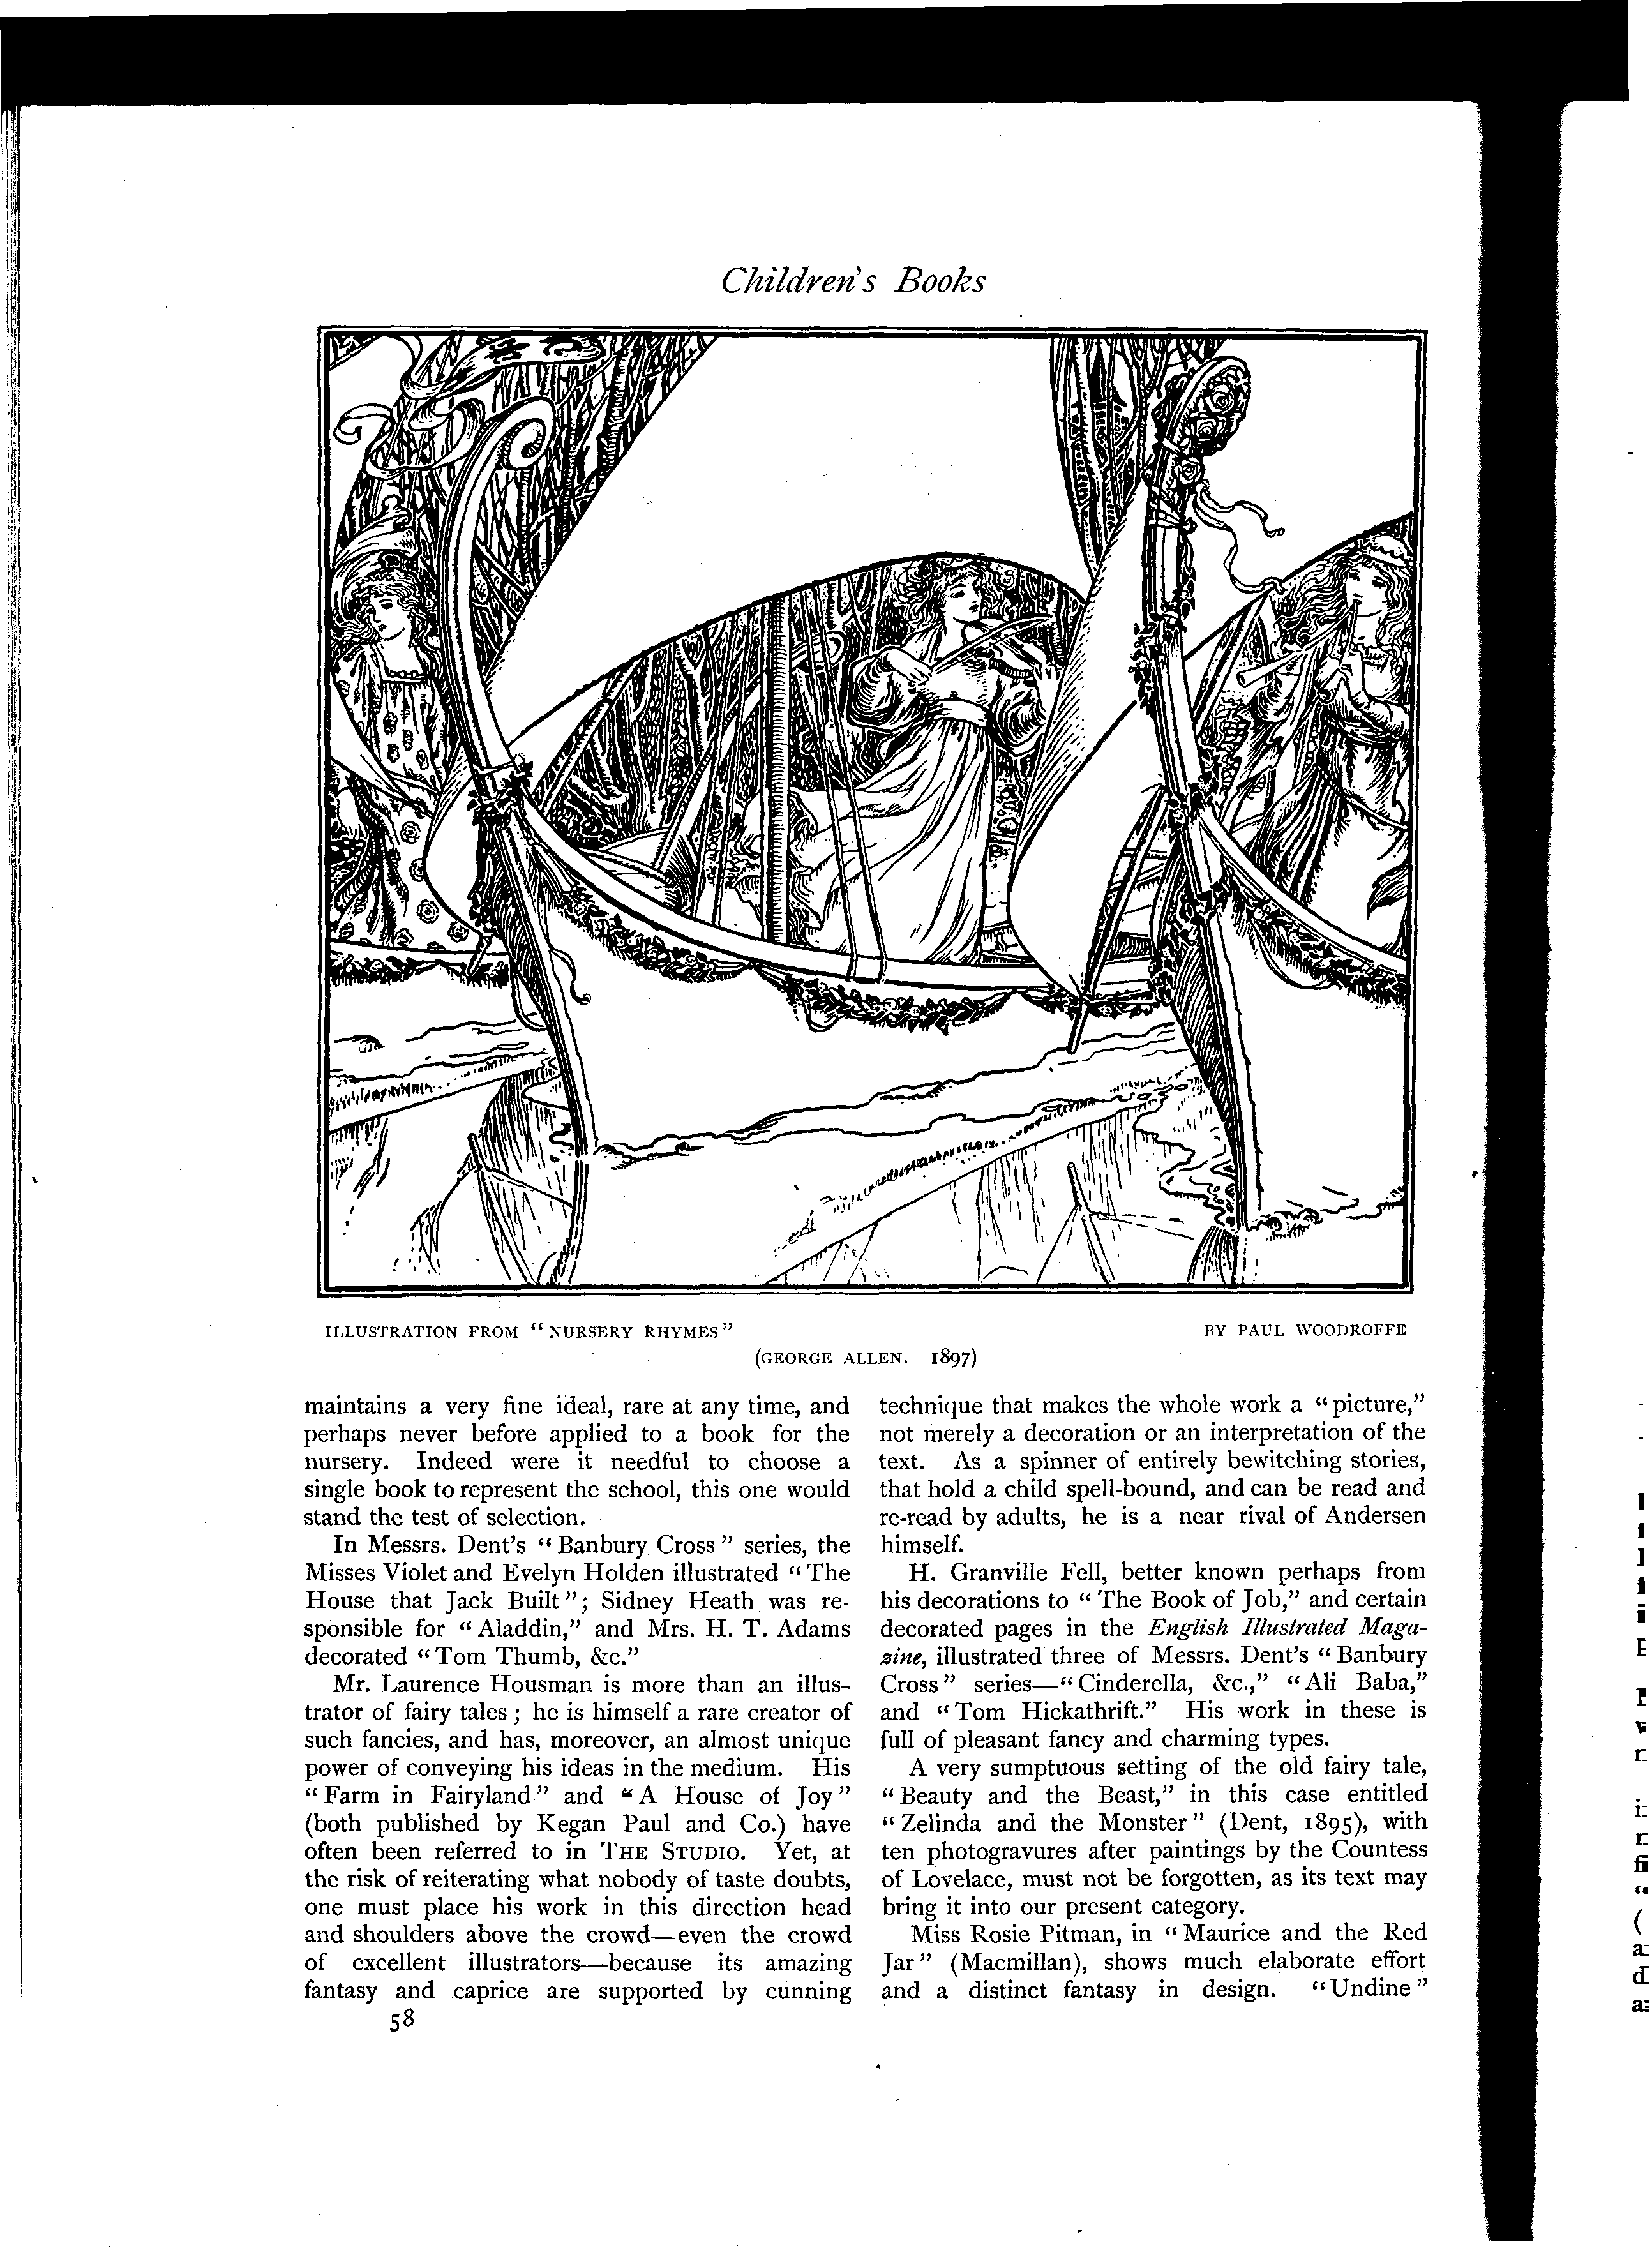 Children's Books
ILLUSTRATION FROM "NURSERY RHYMES"
BY PAUL WOODROFFE
(GEORGE ALLEN. 1897)
maintains a very fine ideal, rare at any time, and
perhaps never before applied to a book for the
nursery. Indeed were it needful to choose a
single book to represent the school, this one would
stand the test of selection.
In Messrs. Dent's "Banbury Cross" series, the
Misses Violet and Evelyn Holden illustrated "The
House that Jack Built"; Sidney Heath was re-
sponsible for "Aladdin," and Mrs. H. T. Adams
decorated "Tom Thumb, &c."
Mr. Laurence Housman is more than an illus-
trator of fairy tales; he is himself a rare creator of
such fancies, and has, moreover, an almost unique
power of conveying his ideas in the medium. His
"Farm in Fairyland" and "A House of Joy"
(both published by Kegan Paul and Co.) have
often been referred to in THE STUDIO. Yet, at
the risk of reiterating what nobody of taste doubts,
one must place his work in this direction head
and shoulders above the crowd—even the crowd
of excellent illustrators—because its amazing
fantasy and caprice are supported by cunning
58
technique that makes the whole work a "picture,"
not merely a decoration or an interpretation of the
text. As a spinner of entirely bewitching stories,
that hold a child spell-bound, and can be read and
re-read by adults, he is a near rival of Andersen
himself.
H. Granville Fell, better known perhaps from
his decorations to "The Book of Job," and certain
decorated pages in the English Illustrated Maga-
zine, illustrated three of Messrs. Dent's "Banbury
Cross" series—"Cinderella, &c.," "Ali Baba,"
and "Tom Hickathrift." His work in these is
full of pleasant fancy and charming types.
A very sumptuous setting of the old fairy tale,
"Beauty and the Beast," in this case entitled
"Zelinda and the Monster" (Dent, 1895), with
ten photogravures after paintings by the Countess
of Lovelace, must not be forgotten, as its text may
bring it into our present category.
Miss Rosie Pitman, in "Maurice and the Red
Jar" (Macmillan), shows much elaborate effort
and a distinct fantasy in design. "Undine"